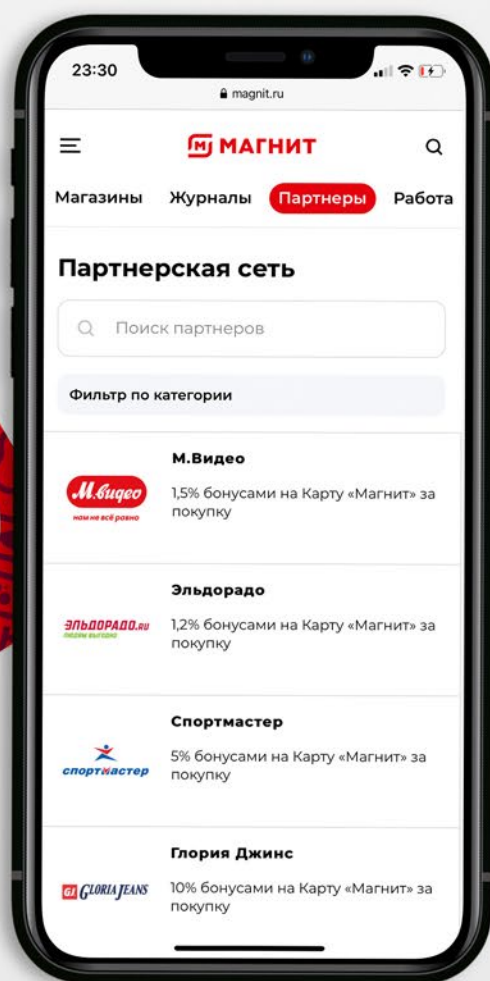 23:30
magnit.ru
М МАГНИТ
Магазины Журналы Партнеры Работа
Партнерская сеть
Поиск партнеров
Фильтр по категории
М.Видео
М.видео
нам не всё равно
1,5% бонусами на Карту «Магнит» за
покупку
Эльдорадо
ЭЛЬДОРАДО.RU
людям выгодно
1,2% бонусами на Карту «Магнит» за
покупку
Спортмастер
спортмастер
5% бонусами на Карту «Магнит» за
покупку
Глория Джинс
GJ GLORIA JEANS
10% бонусами на Карту «Магнит» за
покупку